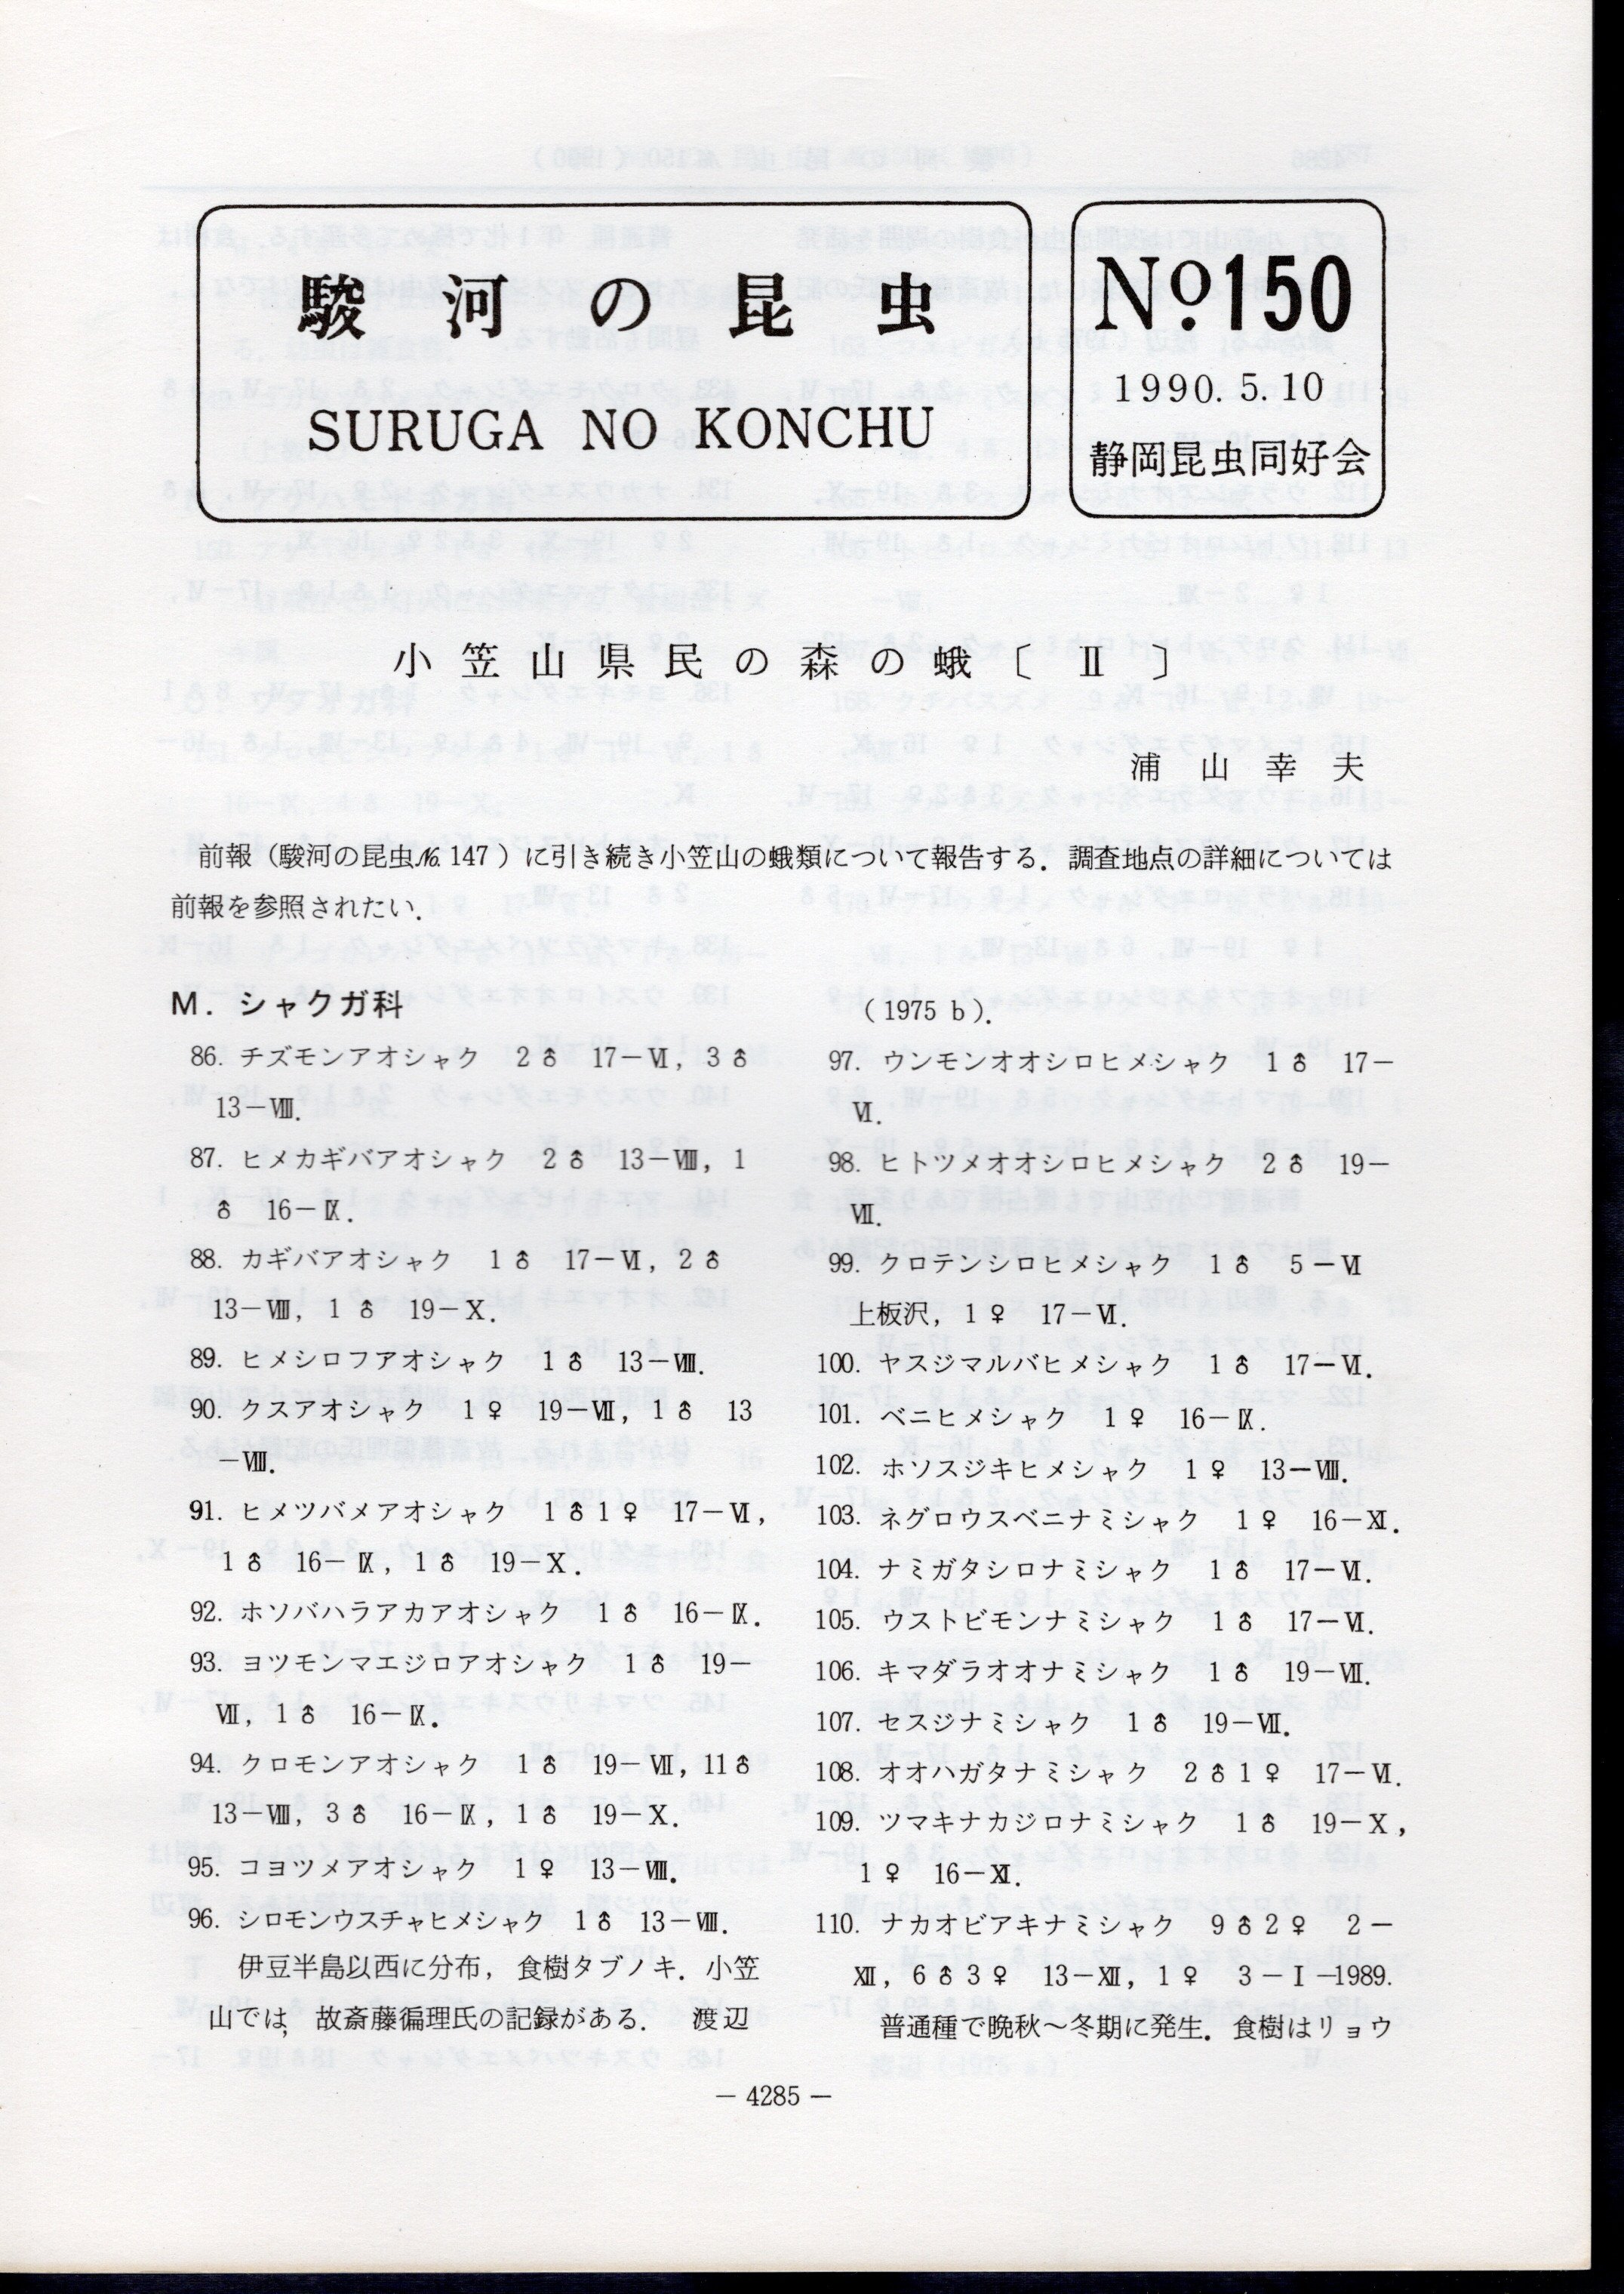 駿河の昆虫
SURUGA NO KONCHU
No.150
1990. 5. 10
静岡昆虫同好会
小笠山県民の森の蛾〔Ⅱ〕
浦山幸夫
前報（駿河の昆虫№147）に引き続き小笠山の蛾類について報告する．調査地点の詳細については
前報を参照されたい．
M．シャクガ科
86. チズモンアオシャク 2♂ 17－Ⅵ，3♂
13－Ⅷ．
87. ヒメカギバアオシャク 2♂ 13－Ⅷ，1
♂ 16－Ⅸ．
88. カギバアオシャク 1♂ 17－Ⅵ，2♂
13－Ⅷ，1♂ 19－Ⅹ．
89. ヒメシロフアオシャク 1♂ 13－Ⅷ．
90. クスアオシャク 1♀ 19－Ⅶ，1♂ 13
－Ⅷ．
91. ヒメツバメアオシャク 1♂1♀ 17－Ⅵ，
1♂ 16－Ⅸ，1♂ 19－Ⅹ．
92. ホソバハラアカアオシャク 1♂ 16－Ⅸ．
93. ヨツモンマエジロアオシャク 1♂ 19－
Ⅶ，1♂ 16－Ⅸ．
94. クロモンアオシャク 1♂ 19－Ⅶ，11♂
13－Ⅷ，3♂ 16－Ⅸ，1♂ 19－Ⅹ．
95. コヨツメアオシャク 1♀ 13－Ⅷ．
96. シロモンウスチャヒメシャク 1♂ 13－Ⅷ．
伊豆半島以西に分布，食樹タブノキ．小笠
山では，故斎藤徧理氏の記録がある． 渡辺
（1975 b）．
97. ウンモンオオシロヒメシャク 1♂ 17－
Ⅵ．
98. ヒトツメオオシロヒメシャク 2♂ 19－
Ⅶ．
99. クロテンシロヒメシャク 1♂ 5－Ⅵ
上板沢，1♀ 17－Ⅵ．
100. ヤスジマルバヒメシャク 1♂ 17－Ⅵ．
101. ベニヒメシャク 1♀ 16－Ⅸ．
102. ホソスジキヒメシャク 1♀ 13－Ⅷ．
103. ネグロウスベニナミシャク 1♀ 16－Ⅺ．
104. ナミガタシロナミシャク 1♂ 17－Ⅵ．
105. ウストビモンナミシャク 1♂ 17－Ⅵ．
106. キマダラオオナミシャク 1♂ 19－Ⅶ．
107. セスジナミシャク 1♂ 19－Ⅶ．
108. オオハガタナミシャク 2♂1♀ 17－Ⅵ．
109. ツマキナカジロナミシャク 1♂ 19－Ⅹ，
1♀ 16－Ⅺ．
110. ナカオビアキナミシャク 9♂2♀ 2－
Ⅻ，6♂3♀ 13－Ⅻ，1♀ 3－Ⅰ－1989.
普通種で晩秋～冬期に発生．食樹はリョウ
－ 4285 －